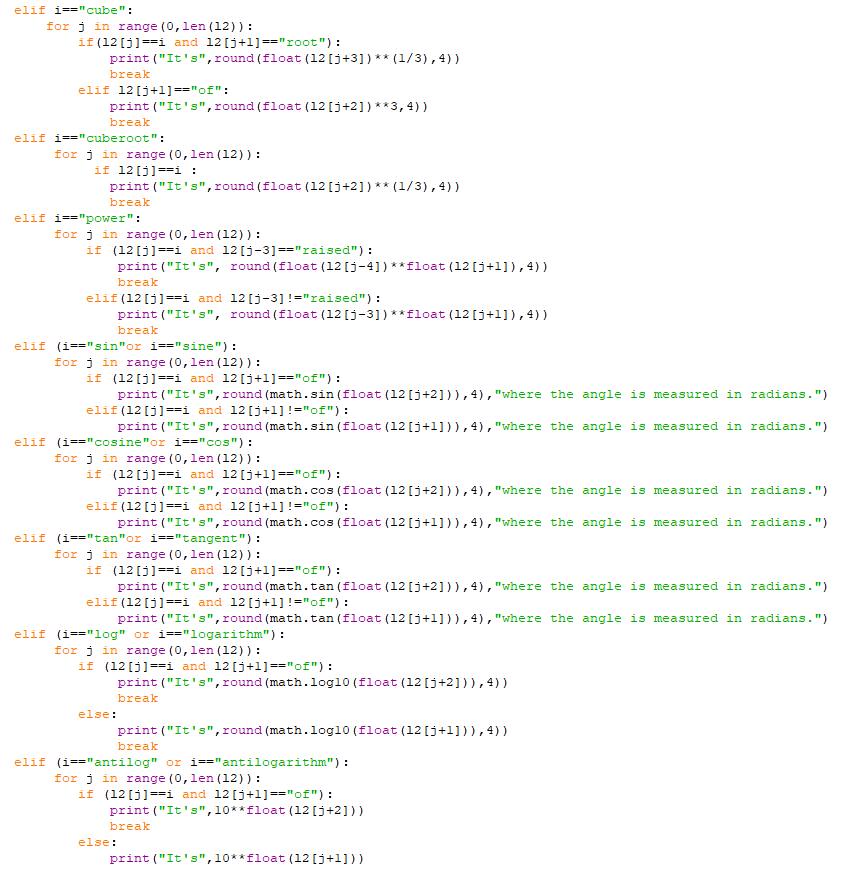 elif i=="cube":
    for j in range(0,len(l2)):
        if(l2[j]==i and l2[j+1]=="root"):
            print("It's",round(float(l2[j+3])**(1/3),4))
            break
        elif l2[j+1]=="of":
            print("It's",round(float(l2[j+2])**3,4))
            break
elif i=="cuberoot":
     for j in range(0,len(l2)):
          if l2[j]==i :
            print("It's",round(float(l2[j+2])**(1/3),4))
            break
elif i=="power":
     for j in range(0,len(l2)):
         if (l2[j]==i and l2[j-3]=="raised"):
             print("It's", round(float(l2[j-4])**float(l2[j+1]),4))
             break
         elif(l2[j]==i and l2[j-3]!="raised"):
             print("It's", round(float(l2[j-3])**float(l2[j+1]),4))
             break
elif (i=="sin"or i=="sine"):
     for j in range(0,len(l2)):
         if (l2[j]==i and l2[j+1]=="of"):
             print("It's",round(math.sin(float(l2[j+2])),4),"where the angle is measured in radians.")
         elif(l2[j]==i and l2[j+1]!="of"):
             print("It's",round(math.sin(float(l2[j+1])),4),"where the angle is measured in radians.")
elif (i=="cosine"or i=="cos"):
     for j in range(0,len(l2)):
         if (l2[j]==i and l2[j+1]=="of"):
             print("It's",round(math.cos(float(l2[j+2])),4),"where the angle is measured in radians.")
         elif(l2[j]==i and l2[j+1]!="of"):
             print("It's",round(math.cos(float(l2[j+1])),4),"where the angle is measured in radians.")
elif (i=="tan"or i=="tangent"):
     for j in range(0,len(l2)):
         if (l2[j]==i and l2[j+1]=="of"):
             print("It's",round(math.tan(float(l2[j+2])),4),"where the angle is measured in radians.")
         elif(l2[j]==i and l2[j+1]!="of"):
             print("It's",round(math.tan(float(l2[j+1])),4),"where the angle is measured in radians.")
elif (i=="log" or i=="logarithm"):
     for j in range(0,len(l2)):
        if (l2[j]==i and l2[j+1]=="of"):
             print("It's",round(math.log10(float(l2[j+2])),4))
             break
        else:
             print("It's",round(math.log10(float(l2[j+1])),4))
             break
elif (i=="antilog" or i=="antilogarithm"):
     for j in range(0,len(l2)):
        if (l2[j]==i and l2[j+1]=="of"):
            print("It's",10**float(l2[j+2]))
            break
        else:
            print("It's",10**float(l2[j+1]))